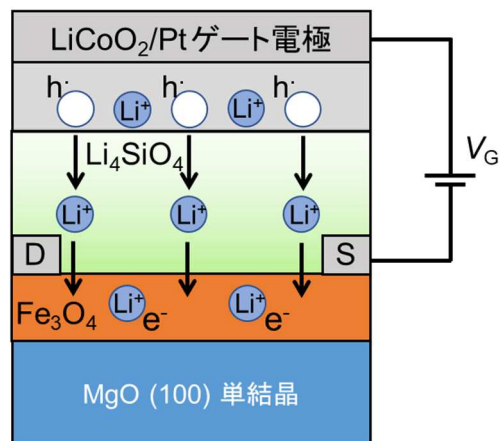 LiCoO₂/Ptゲート電極
h· Li⁺ h· Li⁺ h·
Li₄SiO₄
V_G
Li⁺ Li⁺ Li⁺
D S
Fe₃O₄ Li⁺ e⁻ Li⁺ e⁻
MgO (100) 単結晶